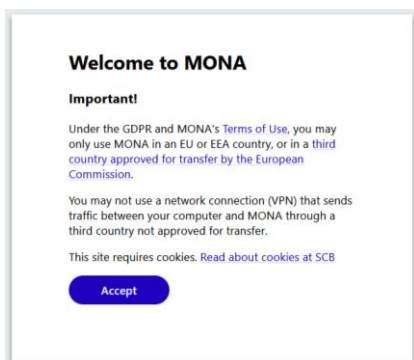 Welcome to MONA
Important!
Under the GDPR and MONA's Terms of Use, you may
only use MONA in an EU or EEA country, or in a third
country approved for transfer by the European
Commission.
You may not use a network connection (VPN) that sends
traffic between your computer and MONA through a
third country not approved for transfer.
This site requires cookies. Read about cookies at SCB
Accept